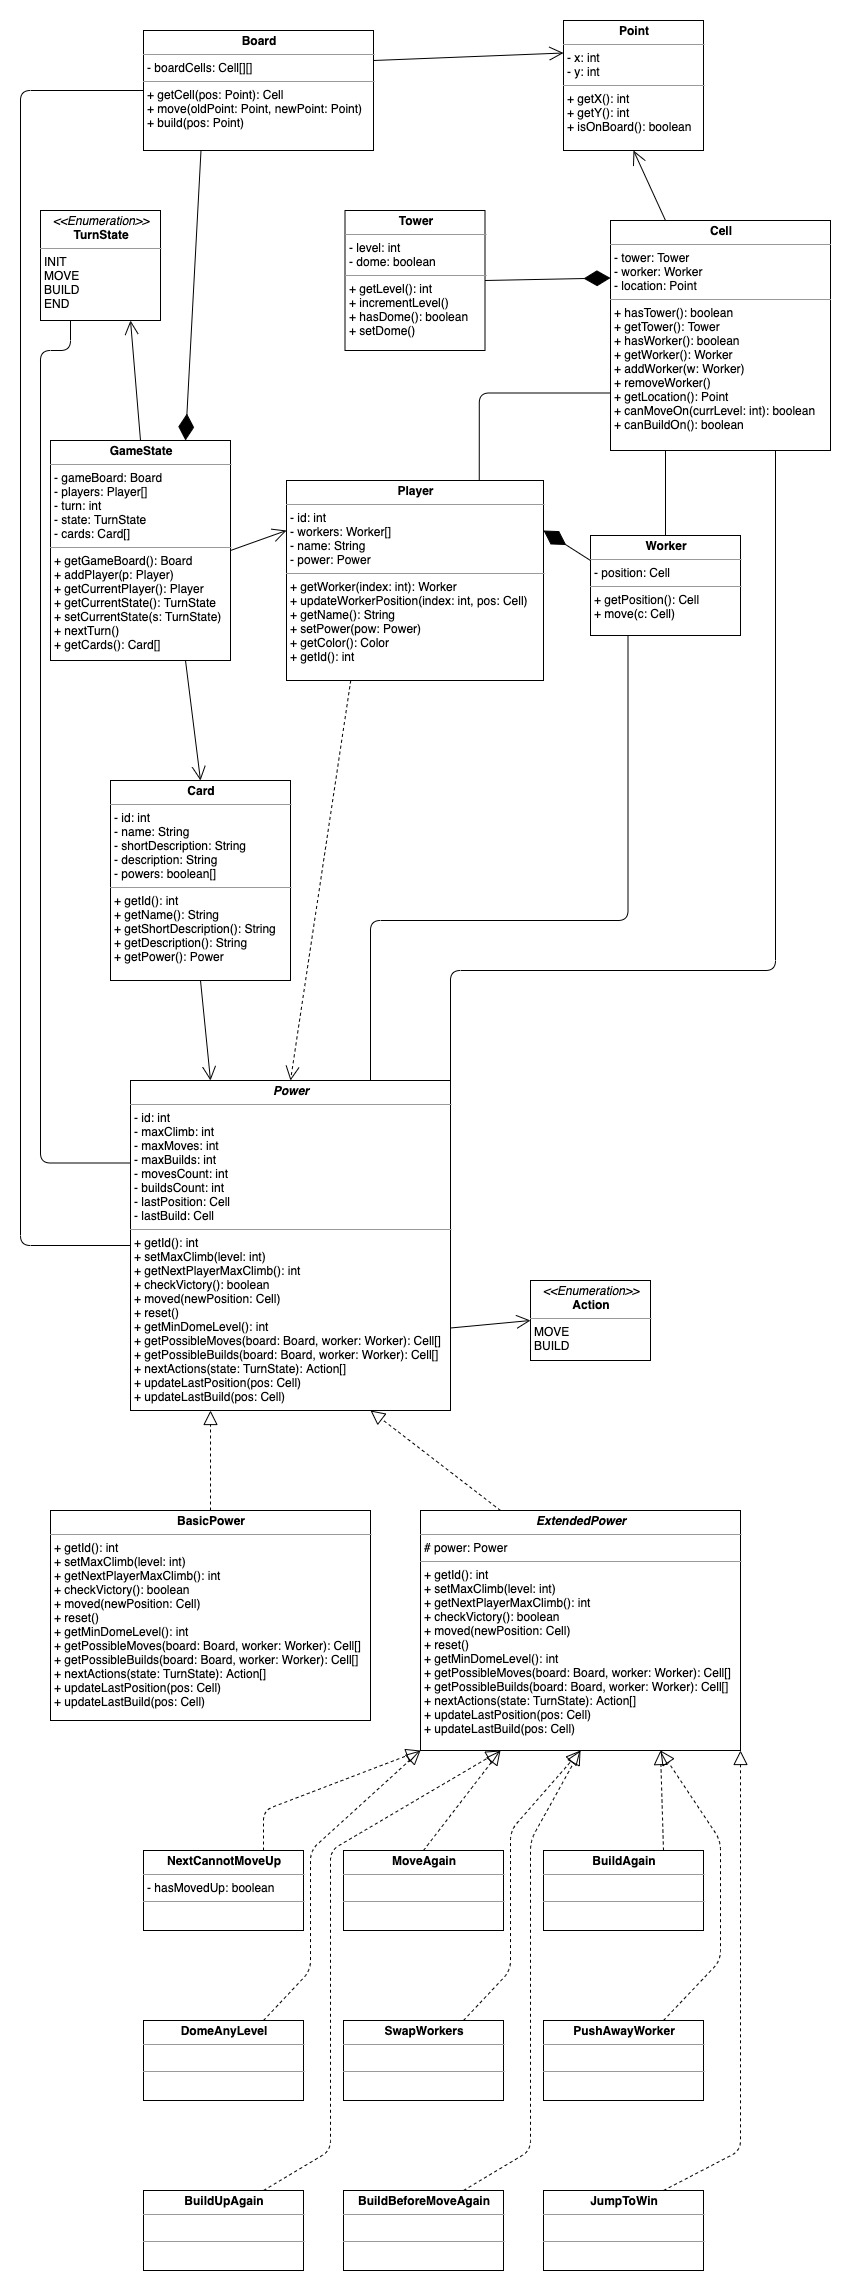 Board
- boardCells: Cell[][]
+ getCell(pos: Point): Cell
+ move(oldPoint: Point, newPoint: Point)
+ build(pos: Point)
Point
- x: int
- y: int
+ getX(): int
+ getY(): int
+ isOnBoard(): boolean
<<Enumeration>>
TurnState
INIT
MOVE
BUILD
END
Tower
- level: int
- dome: boolean
+ getLevel(): int
+ incrementLevel()
+ hasDome(): boolean
+ setDome()
Cell
- tower: Tower
- worker: Worker
- location: Point
+ hasTower(): boolean
+ getTower(): Tower
+ hasWorker(): boolean
+ getWorker(): Worker
+ addWorker(w: Worker)
+ removeWorker()
+ getLocation(): Point
+ canMoveOn(currLevel: int): boolean
+ canBuildOn(): boolean
GameState
- gameBoard: Board
- players: Player[]
- turn: int
- state: TurnState
- cards: Card[]
+ getGameBoard(): Board
+ addPlayer(p: Player)
+ getCurrentPlayer(): Player
+ getCurrentState(): TurnState
+ setCurrentState(s: TurnState)
+ nextTurn()
+ getCards(): Card[]
Player
- id: int
- workers: Worker[]
- name: String
- power: Power
+ getWorker(index: int): Worker
+ updateWorkerPosition(index: int, pos: Cell)
+ getName(): String
+ setPower(pow: Power)
+ getColor(): Color
+ getId(): int
Worker
- position: Cell
+ getPosition(): Cell
+ move(c: Cell)
Card
- id: int
- name: String
- shortDescription: String
- description: String
- powers: boolean[]
+ getId(): int
+ getName(): String
+ getShortDescription(): String
+ getDescription(): String
+ getPower(): Power
Power
- id: int
- maxClimb: int
- maxMoves: int
- maxBuilds: int
- movesCount: int
- buildsCount: int
- lastPosition: Cell
- lastBuild: Cell
+ getId(): int
+ setMaxClimb(level: int)
+ getNextPlayerMaxClimb(): int
+ checkVictory(): boolean
+ moved(newPosition: Cell)
+ reset()
+ getMinDomeLevel(): int
+ getPossibleMoves(board: Board, worker: Worker): Cell[]
+ getPossibleBuilds(board: Board, worker: Worker): Cell[]
+ nextActions(state: TurnState): Action[]
+ updateLastPosition(pos: Cell)
+ updateLastBuild(pos: Cell)
<<Enumeration>>
Action
MOVE
BUILD
BasicPower
+ getId(): int
+ setMaxClimb(level: int)
+ getNextPlayerMaxClimb(): int
+ checkVictory(): boolean
+ moved(newPosition: Cell)
+ reset()
+ getMinDomeLevel(): int
+ getPossibleMoves(board: Board, worker: Worker): Cell[]
+ getPossibleBuilds(board: Board, worker: Worker): Cell[]
+ nextActions(state: TurnState): Action[]
+ updateLastPosition(pos: Cell)
+ updateLastBuild(pos: Cell)
ExtendedPower
# power: Power
+ getId(): int
+ setMaxClimb(level: int)
+ getNextPlayerMaxClimb(): int
+ checkVictory(): boolean
+ moved(newPosition: Cell)
+ reset()
+ getMinDomeLevel(): int
+ getPossibleMoves(board: Board, worker: Worker): Cell[]
+ getPossibleBuilds(board: Board, worker: Worker): Cell[]
+ nextActions(state: TurnState): Action[]
+ updateLastPosition(pos: Cell)
+ updateLastBuild(pos: Cell)
NextCannotMoveUp
- hasMovedUp: boolean
MoveAgain
BuildAgain
DomeAnyLevel
SwapWorkers
PushAwayWorker
BuildUpAgain
BuildBeforeMoveAgain
JumpToWin